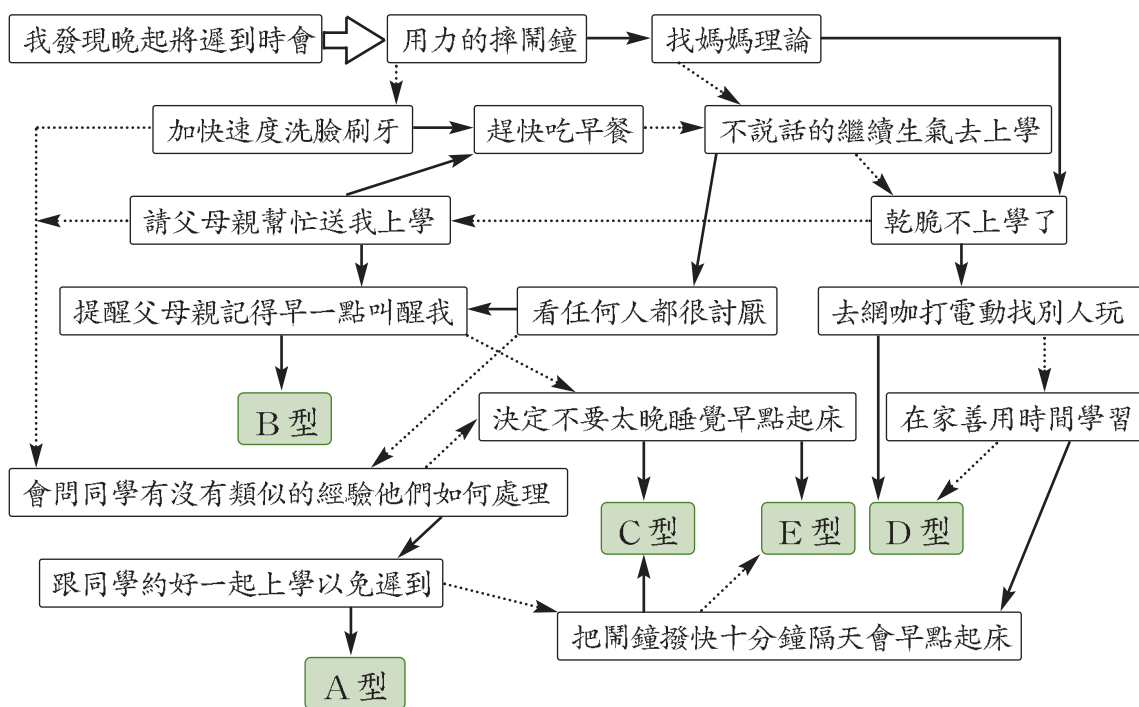 我發現晚起將遲到時會
用力的摔鬧鐘
找媽媽理論
加快速度洗臉刷牙
趕快吃早餐
不說話的繼續生氣去上學
請父母親幫忙送我上學
乾脆不上學了
提醒父母親記得早一點叫醒我
看任何人都很討厭
去網咖打電動找別人玩
B型
決定不要太晚睡覺早點起床
在家善用時間學習
會問同學有沒有類似的經驗他們如何處理
C型
E型
D型
跟同學約好一起上學以免遲到
把鬧鐘撥快十分鐘隔天會早點起床
A型